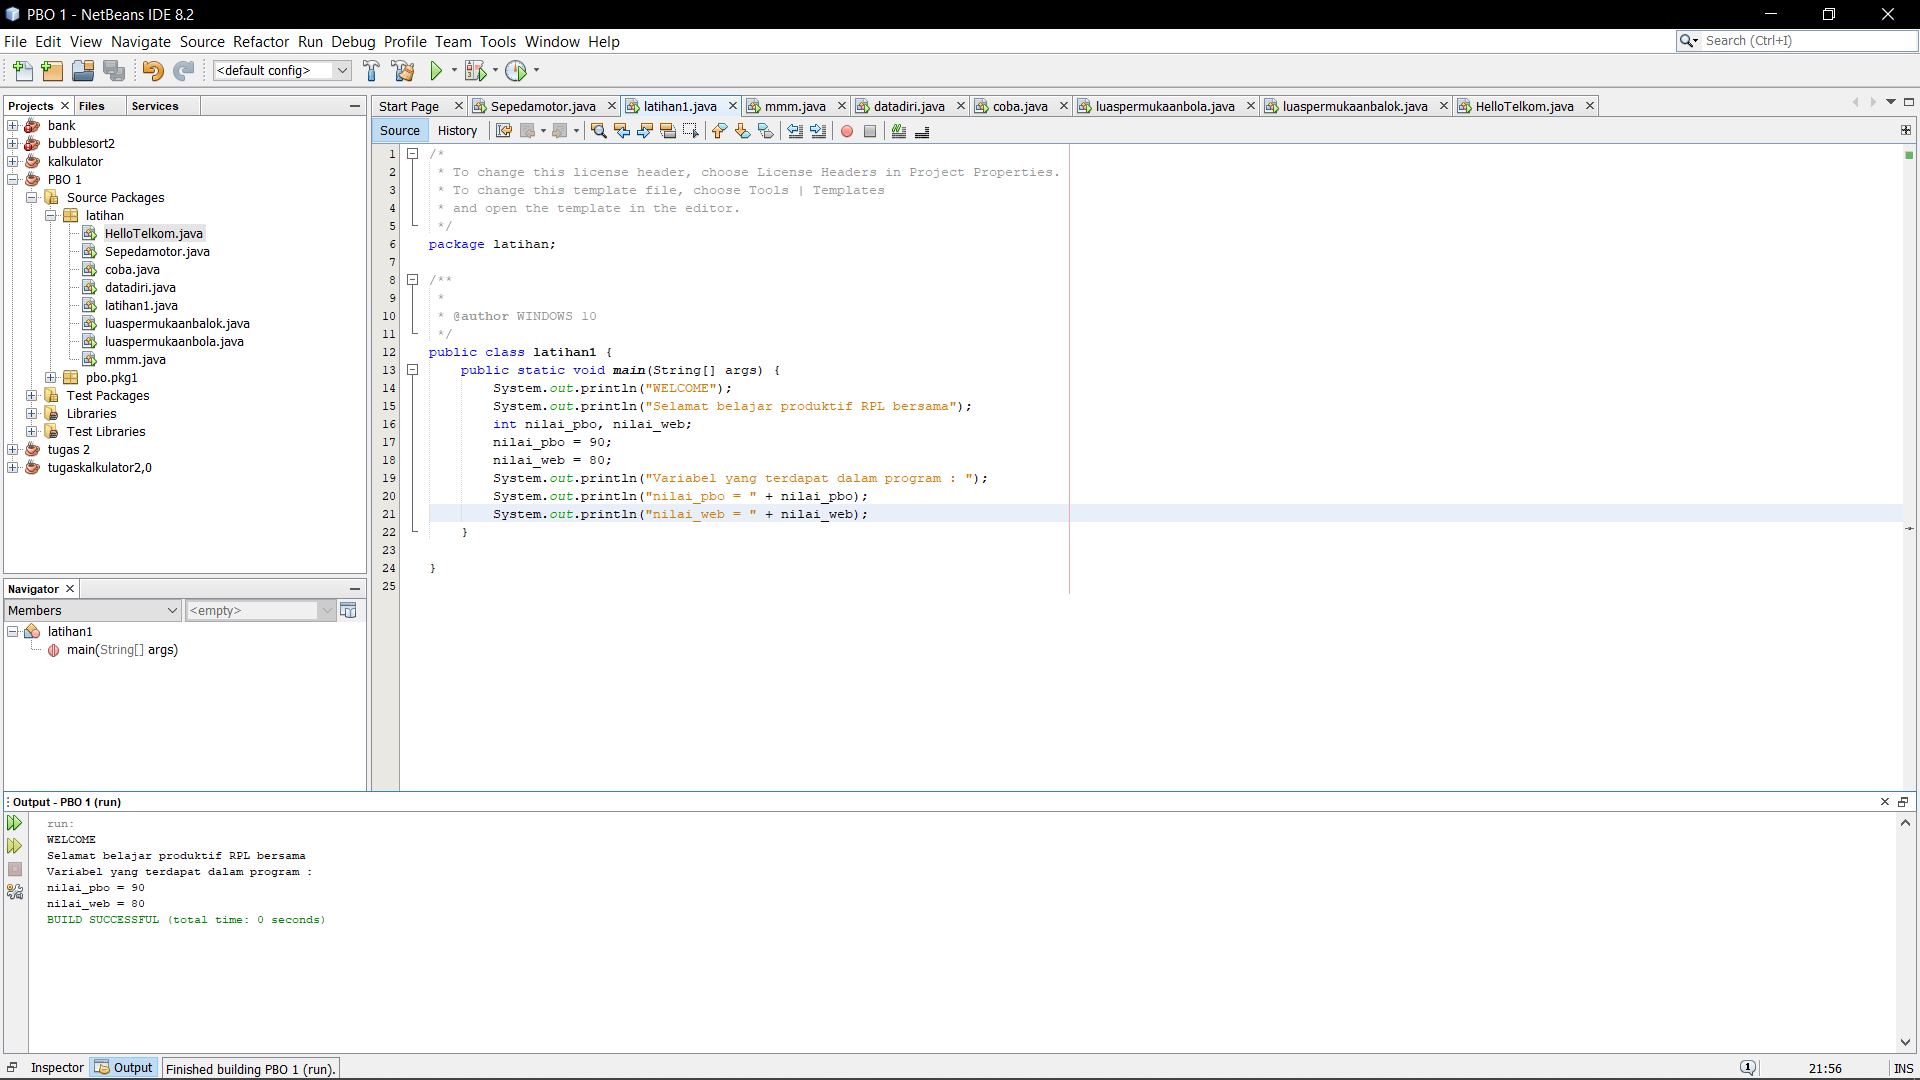 PBO 1 - NetBeans IDE 8.2
File Edit View Navigate Source Refactor Run Debug Profile Team Tools Window Help
Search (Ctrl+I)
<default config>
Projects Files Services
bank
bubblesort2
kalkulator
PBO 1
Source Packages
latihan
HelloTelkom.java
Sepedamotor.java
coba.java
datadiri.java
latihan1.java
luaspermukaanbalok.java
luaspermukaanbola.java
mmm.java
pbo.pkg1
Test Packages
Libraries
Test Libraries
tugas 2
tugaskalkulator2,0
Navigator
Members <empty>
latihan1
main(String[] args)
Start Page Sepedamotor.java latihan1.java mmm.java datadiri.java coba.java luaspermukaanbola.java luaspermukaanbalok.java HelloTelkom.java
Source History
1 /*
2 * To change this license header, choose License Headers in Project Properties.
3 * To change this template file, choose Tools | Templates
4 * and open the template in the editor.
5 */
6 package latihan;
7
8 /**
9 *
10 * @author WINDOWS 10
11 */
12 public class latihan1 {
13 public static void main(String[] args) {
14 System.out.println("WELCOME");
15 System.out.println("Selamat belajar produktif RPL bersama");
16 int nilai_pbo, nilai_web;
17 nilai_pbo = 90;
18 nilai_web = 80;
19 System.out.println("Variabel yang terdapat dalam program : ");
20 System.out.println("nilai_pbo = " + nilai_pbo);
21 System.out.println("nilai_web = " + nilai_web);
22 }
23
24 }
25
Output - PBO 1 (run)
run:
WELCOME
Selamat belajar produktif RPL bersama
Variabel yang terdapat dalam program :
nilai_pbo = 90
nilai_web = 80
BUILD SUCCESSFUL (total time: 0 seconds)
Inspector Output Finished building PBO 1 (run). 1 21:56 INS